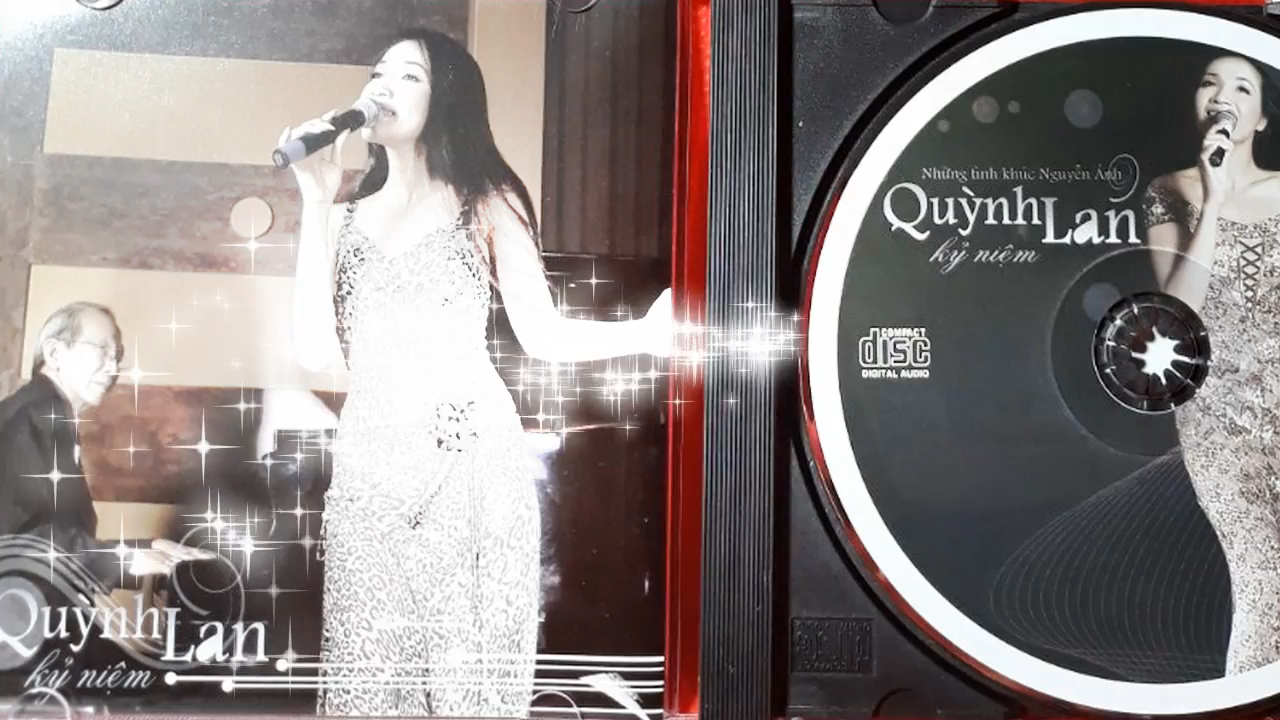 Quỳnh Lan
kỷ niệm
Những tình khúc Nguyễn Ánh
Quỳnh Lan
kỷ niệm
COMPACT
disc
DIGITAL AUDIO